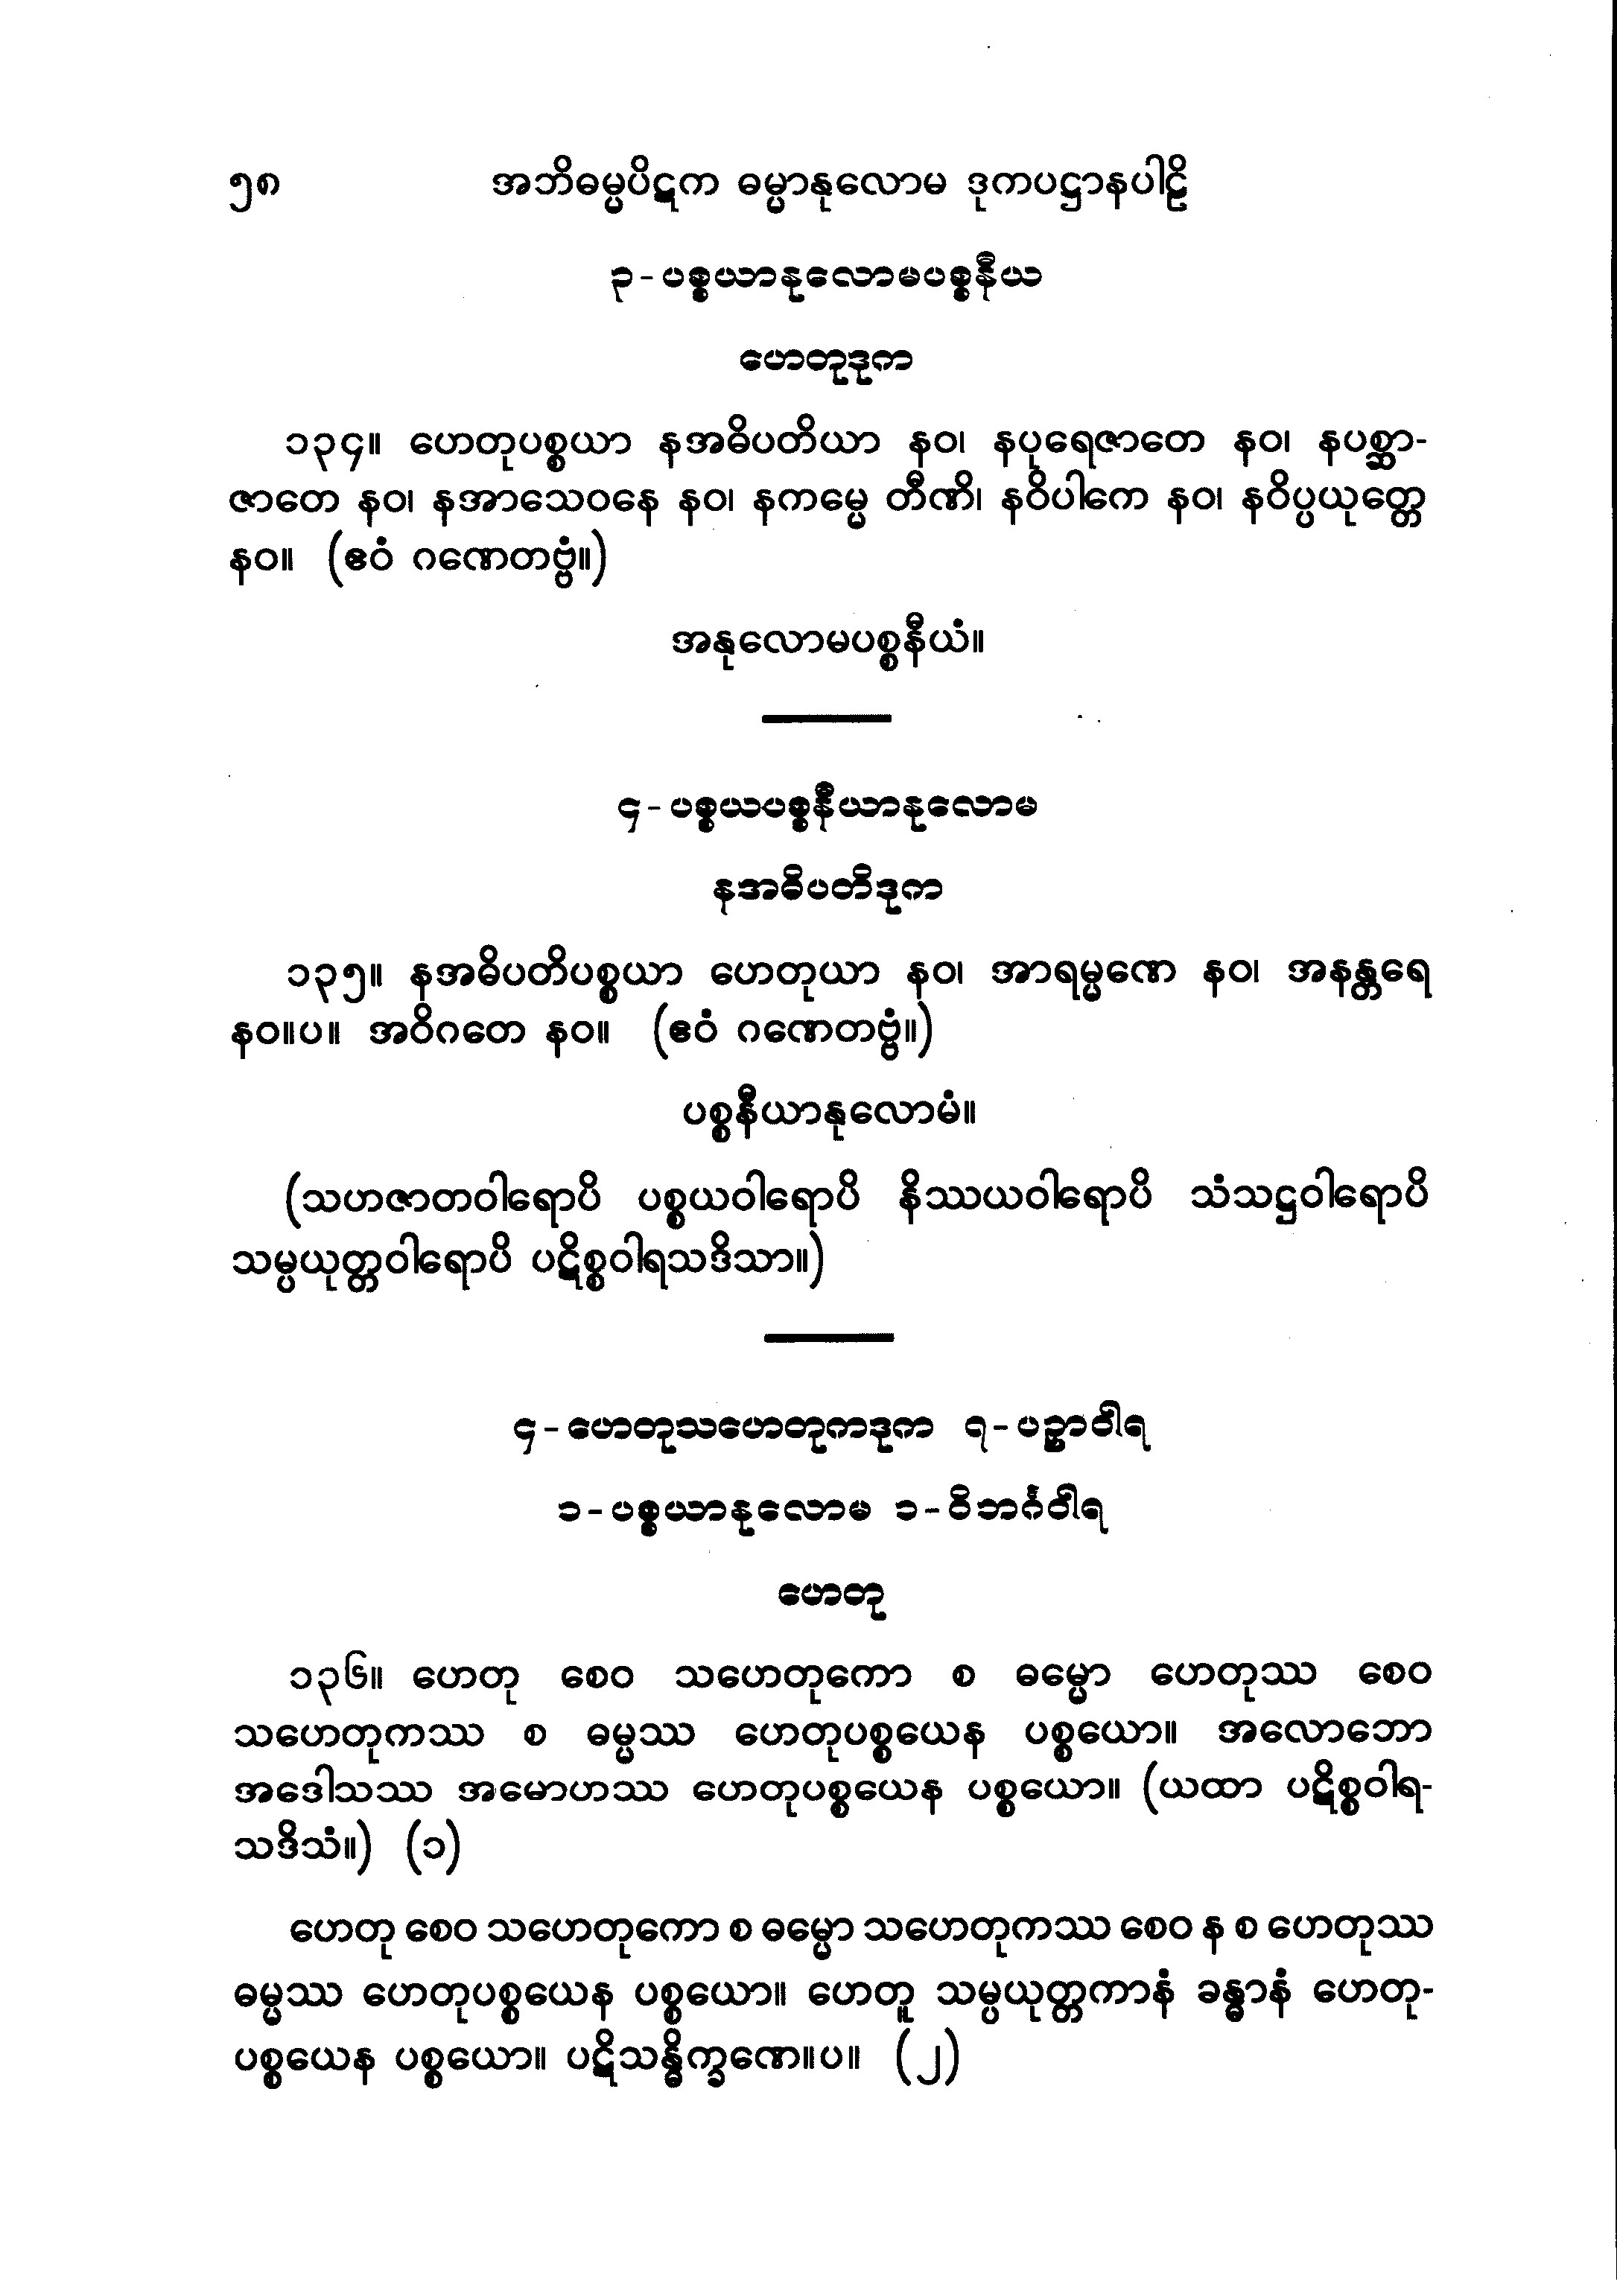 ၅၈ အဘိဓမ္မပိဋက ဓမ္မာနုလောမ ဒုကပဋ္ဌာနပါဠိ
၃-ပစ္စယာနုလောမပစ္စနီယ
ဟေတုဒုက
၁၃၄။ ဟေတုပစ္စယာ နအဓိပတိယာ နဝ၊ နပုရေဇာတေ နဝ၊ နပစ္ဆာ-
ဇာတေ နဝ၊ နအာသေဝနေ နဝ၊ နကမ္မေ တီဏိ၊ နဝိပါကေ နဝ၊ နဝိပ္ပယုတ္တေ
နဝ။ (ဧဝံ ဂဏေတဗ္ဗံ။)
အနုလောမပစ္စနီယံ။
၄-ပစ္စယပစ္စနီယာနုလောမ
နအဓိပတိဒုက
၁၃၅။ နအဓိပတိပစ္စယာ ဟေတုယာ နဝ၊ အာရမ္မဏေ နဝ၊ အနန္တရေ
နဝ။ပ။ အဝိဂတေ နဝ။ (ဧဝံ ဂဏေတဗ္ဗံ။)
ပစ္စနီယာနုလောမံ။
(သဟဇာတဝါရောပိ ပစ္စယဝါရောပိ နိဿယဝါရောပိ သံသဋ္ဌဝါရောပိ
သမ္ပယုတ္တဝါရောပိ ပဋိစ္စဝါရသဒိသာ။)
၄-ဟေတုသဟေတုကဒုက ၇-ပဉှာဝါရ
၁-ပစ္စယာနုလောမ ၁-ဝိဘင်္ဂဝါရ
ဟေတု
၁၃၆။ ဟေတု စေဝ သဟေတုကော စ ဓမ္မော ဟေတုဿ စေဝ
သဟေတုကဿ စ ဓမ္မဿ ဟေတုပစ္စယေန ပစ္စယော။ အလောဘော
အဒေါသဿ အမောဟဿ ဟေတုပစ္စယေန ပစ္စယော။ (ယထာ ပဋိစ္စဝါရ-
သဒိသံ။) (၁)
ဟေတု စေဝ သဟေတုကော စ ဓမ္မော သဟေတုကဿ စေဝ န စ ဟေတုဿ
ဓမ္မဿ ဟေတုပစ္စယေန ပစ္စယော။ ဟေတူ သမ္ပယုတ္တကာနံ ခန္ဓာနံ ဟေတု-
ပစ္စယေန ပစ္စယော။ ပဋိသန္ဓိက္ခဏေ။ပ။ (၂)